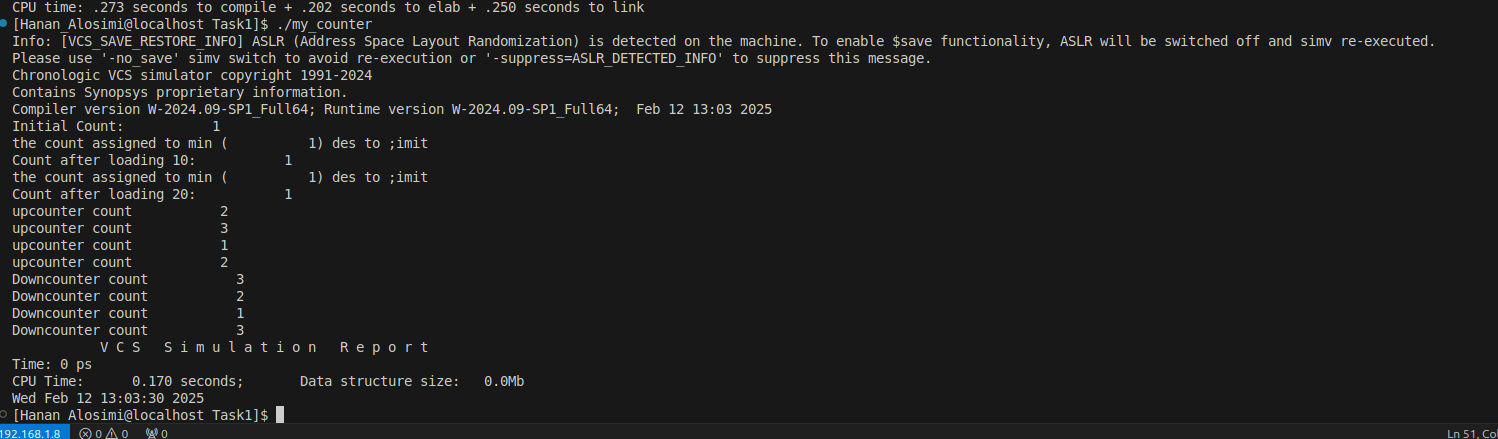 CPU time: .273 seconds to compile + .202 seconds to elab + .250 seconds to link
[Hanan_Alosimi@localhost Task1]$ ./my_counter
Info: [VCS_SAVE_RESTORE_INFO] ASLR (Address Space Layout Randomization) is detected on the machine. To enable $save functionality, ASLR will be switched off and simv re-executed.
Please use '-no_save' simv switch to avoid re-execution or '-suppress=ASLR_DETECTED_INFO' to suppress this message.
Chronologic VCS simulator copyright 1991-2024
Contains Synopsys proprietary information.
Compiler version W-2024.09-SP1_Full64; Runtime version W-2024.09-SP1_Full64;  Feb 12 13:03 2025
Initial Count:           1
the count assigned to min (          1) des to ;imit
Count after loading 10:           1
the count assigned to min (          1) des to ;imit
Count after loading 20:           1
upcounter count           2
upcounter count           3
upcounter count           1
upcounter count           2
Downcounter count           3
Downcounter count           2
Downcounter count           1
Downcounter count           3
           V C S   S i m u l a t i o n   R e p o r t
Time: 0 ps
CPU Time:      0.170 seconds;       Data structure size:   0.0Mb
Wed Feb 12 13:03:30 2025
[Hanan_Alosimi@localhost Task1]$
192.168.1.8 0 0 0 Ln 51, Col